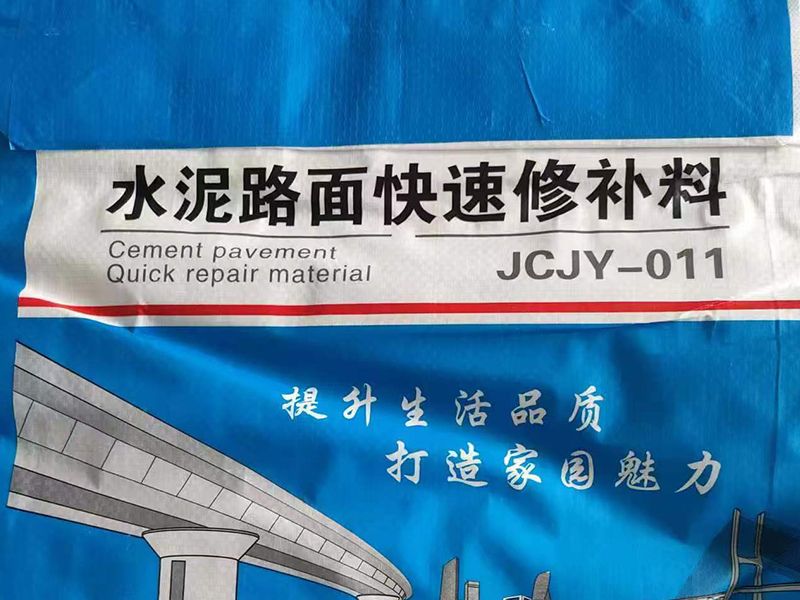 水泥路面快速修补料
Cement pavement
Quick repair material
JCJY-011
提升生活品质
打造家园魅力